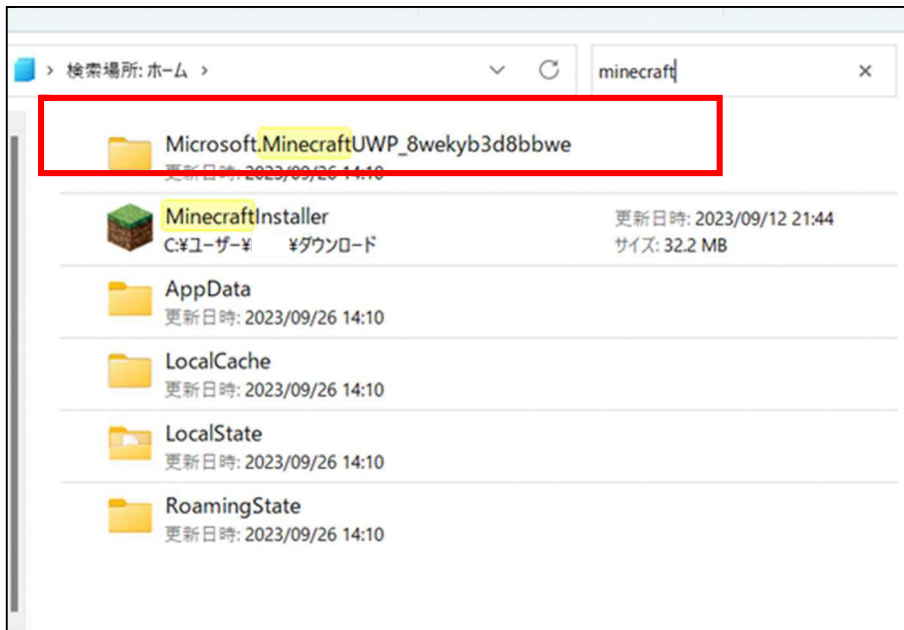 検索場所: ホーム
minecraft
Microsoft.MinecraftUWP_8wekyb3d8bbwe
更新日時: 2023/09/26 14:10
MinecraftInstaller
更新日時: 2023/09/12 21:44
C:¥ユーザー¥ ¥ダウンロード
サイズ: 32.2 MB
AppData
更新日時: 2023/09/26 14:10
LocalCache
更新日時: 2023/09/26 14:10
LocalState
更新日時: 2023/09/26 14:10
RoamingState
更新日時: 2023/09/26 14:10